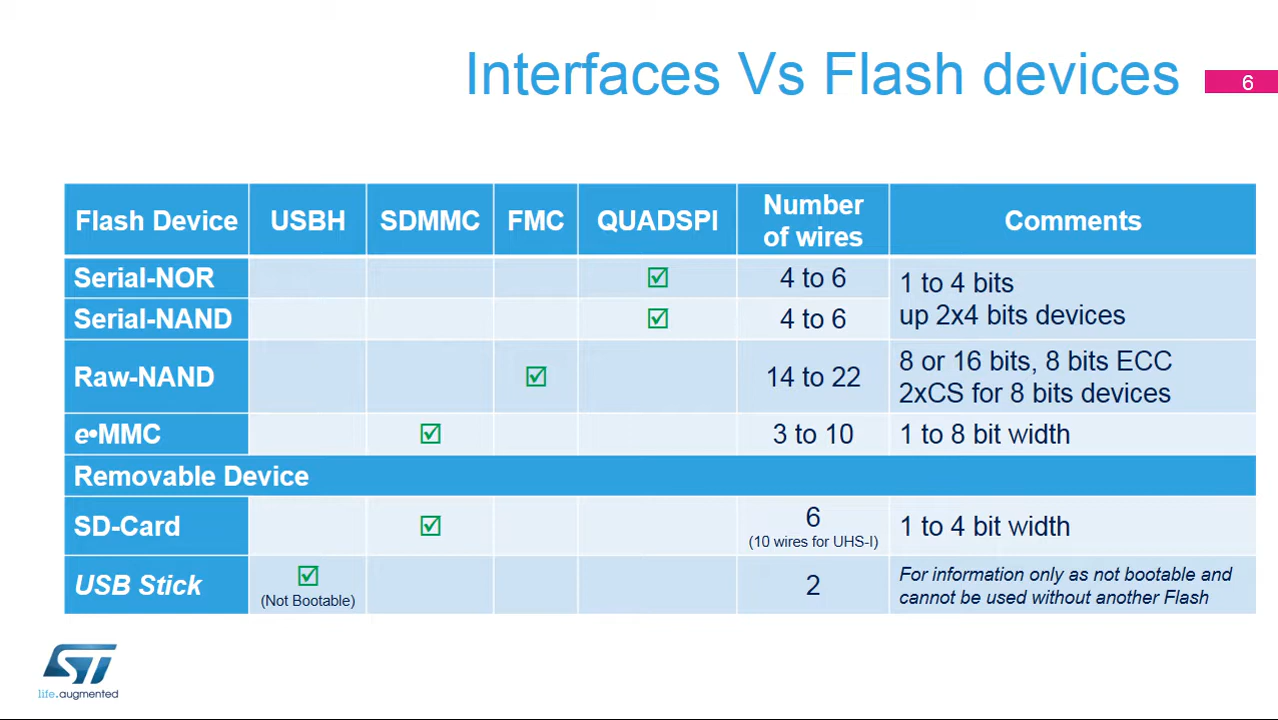 Interfaces Vs Flash devices
6
Flash Device USBH SDMMC FMC QUADSPI Number of wires Comments
Serial-NOR ☑ 4 to 6 1 to 4 bits
up 2x4 bits devices
Serial-NAND ☑ 4 to 6
Raw-NAND ☑ 14 to 22 8 or 16 bits, 8 bits ECC
2xCS for 8 bits devices
e•MMC ☑ 3 to 10 1 to 8 bit width
Removable Device
SD-Card ☑ 6 1 to 4 bit width
(10 wires for UHS-I)
USB Stick ☑ 2 For information only as not bootable and
(Not Bootable) cannot be used without another Flash
ST
life.augmented